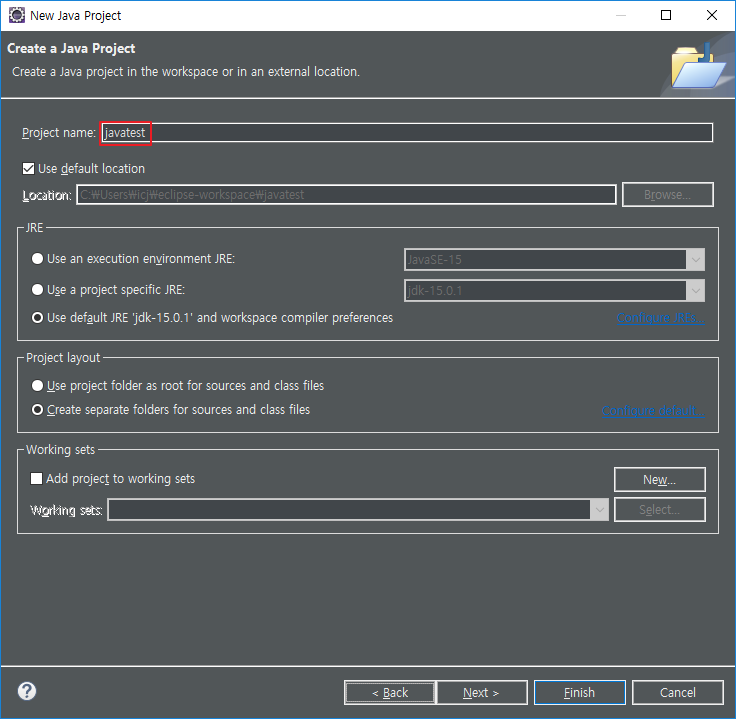 New Java Project
Create a Java Project
Create a Java project in the workspace or in an external location.
Project name: javatest
Use default location
Location: C:₩Users₩icj₩eclipse-workspace₩javatest Browse...
JRE
Use an execution environment JRE: JavaSE-15
Use a project specific JRE: jdk-15.0.1
Use default JRE 'jdk-15.0.1' and workspace compiler preferences Configure JREs...
Project layout
Use project folder as root for sources and class files
Create separate folders for sources and class files Configure default...
Working sets
Add project to working sets New...
Working sets: Select...
? < Back Next > Finish Cancel